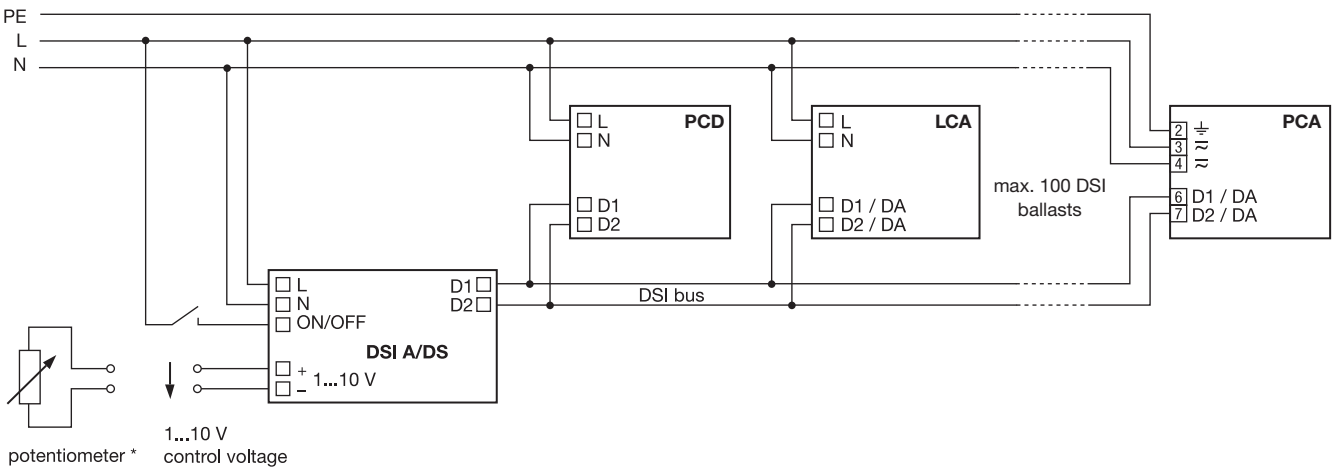 PE
L
N
PCD
L
N
D1
D2
LCA
L
N
D1 / DA
D2 / DA
max. 100 DSI
ballasts
PCA
2
3
4
6 D1 / DA
7 D2 / DA
L
N
ON/OFF
D1
D2
DSI A/DS
+
–
1...10 V
DSI bus
1...10 V
control voltage
potentiometer *